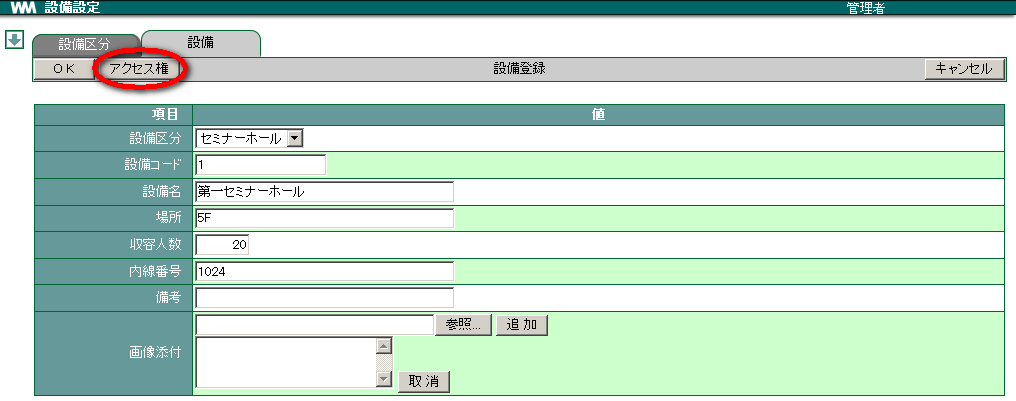 WM 設備設定 管理者
設備区分 設備
OK アクセス権 設備登録 キャンセル
項目 値
設備区分 セミナーホール
設備コード 1
設備名 第一セミナーホール
場所 5F
収容人数 20
内線番号 1024
備考
参照... 追加
画像添付
取消